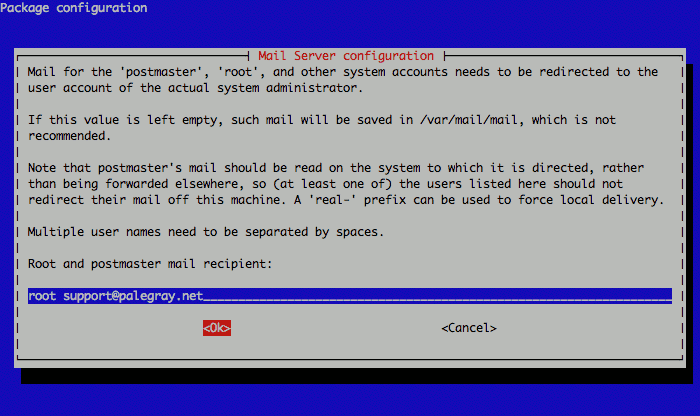 Package configuration
Mail Server configuration
Mail for the 'postmaster', 'root', and other system accounts needs to be redirected to the
user account of the actual system administrator.
If this value is left empty, such mail will be saved in /var/mail/mail, which is not
recommended.
Note that postmaster's mail should be read on the system to which it is directed, rather
than being forwarded elsewhere, so (at least one of) the users listed here should not
redirect their mail off this machine. A 'real-' prefix can be used to force local delivery.
Multiple user names need to be separated by spaces.
Root and postmaster mail recipient:
root support@palegray.net
<Ok> <Cancel>